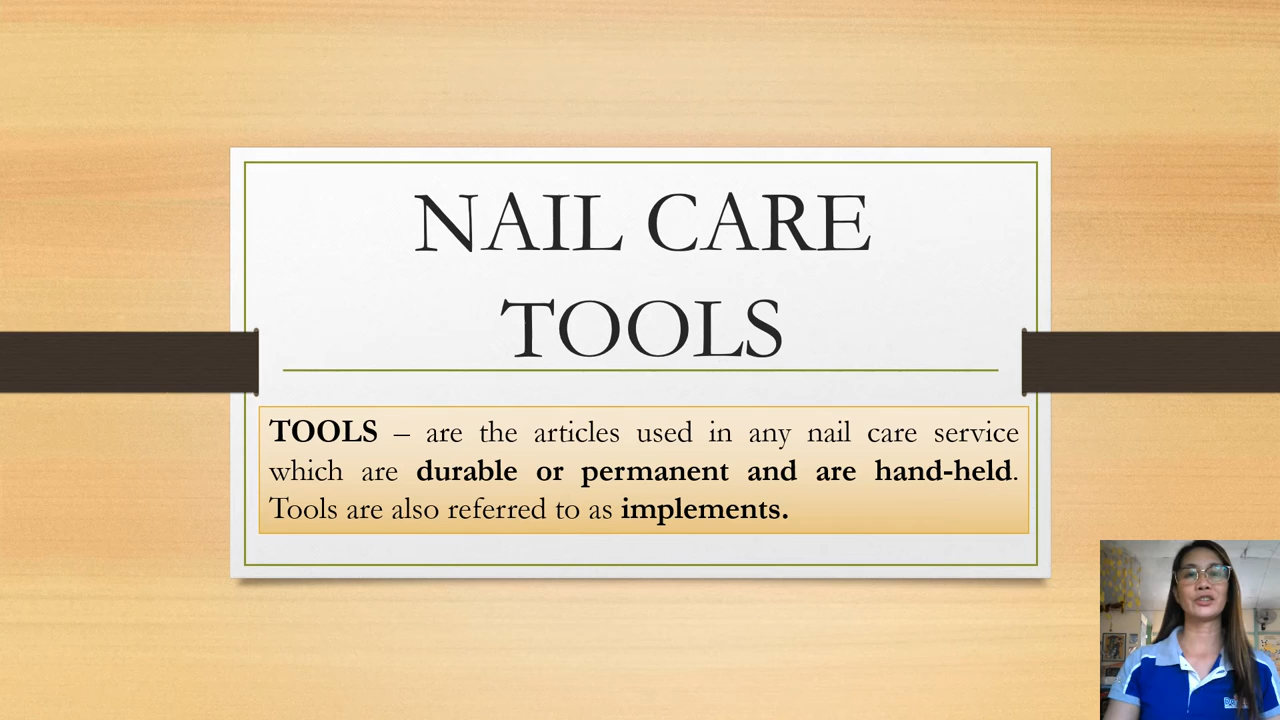 NAIL CARE
TOOLS
TOOLS – are the articles used in any nail care service
which are durable or permanent and are hand-held.
Tools are also referred to as implements.